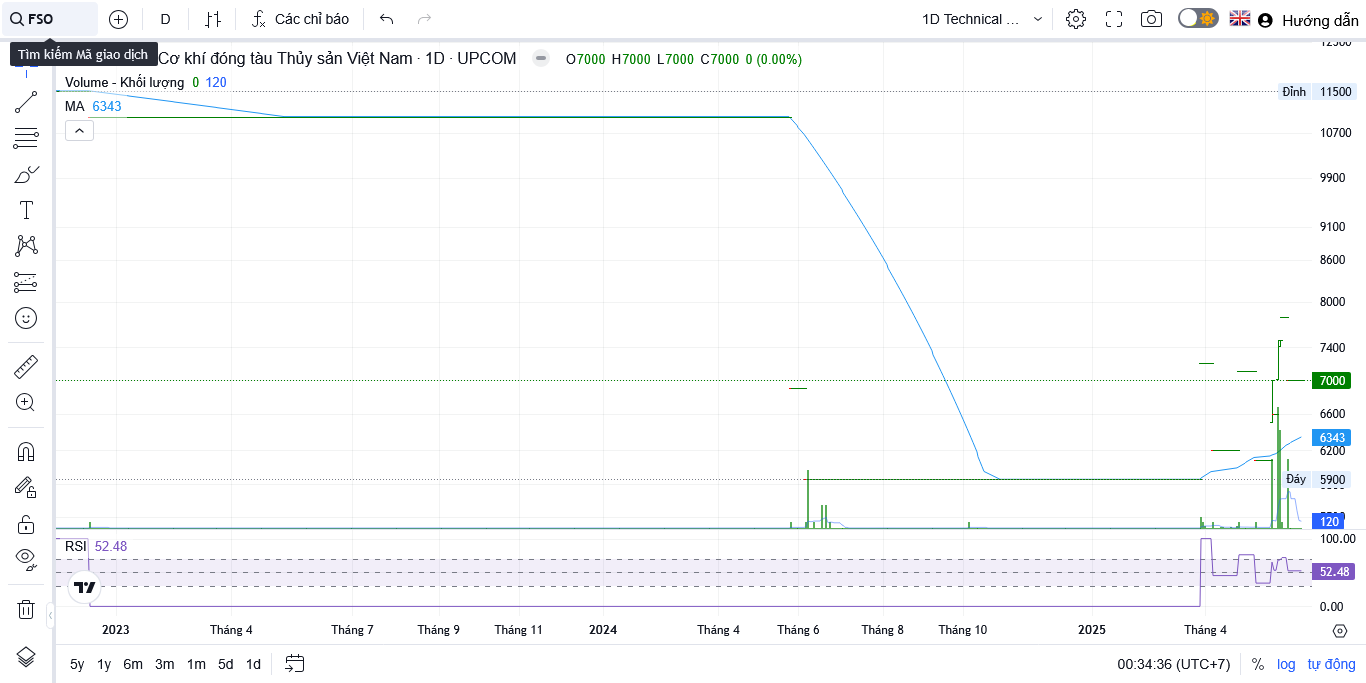 FSO D Các chỉ báo 1D Technical ... Hướng dẫn
Tìm kiếm Mã giao dịch
Cơ khí đóng tàu Thủy sản Việt Nam · 1D · UPCOM O7000 H7000 L7000 C7000 0 (0.00%)
Volume - Khối lượng 0 120
MA 6343
Đỉnh 11500
10700
9900
9100
8600
8000
7400
7000
6600
6343
6200
Đáy 5900
120
RSI 52.48
100.00
52.48
0.00
2023 Tháng 4 Tháng 7 Tháng 9 Tháng 11 2024 Tháng 4 Tháng 6 Tháng 8 Tháng 10 2025 Tháng 4
5y 1y 6m 3m 1m 5d 1d 00:34:36 (UTC+7) % log tự động